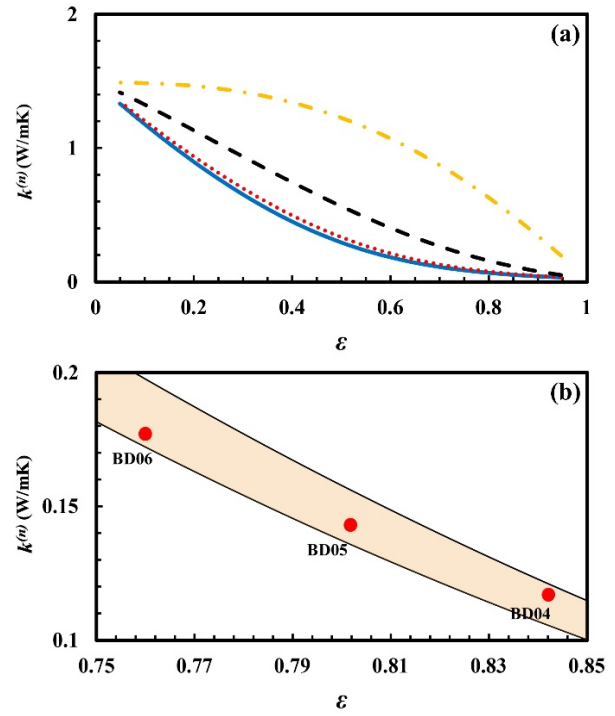 (a)
2
1
0
k⁽ⁿ⁾ (W/mK)
0 0.2 0.4 0.6 0.8 1
ε
(b)
0.2
0.15
0.1
k⁽ⁿ⁾ (W/mK)
BD06
BD05
BD04
0.75 0.77 0.79 0.81 0.83 0.85
ε